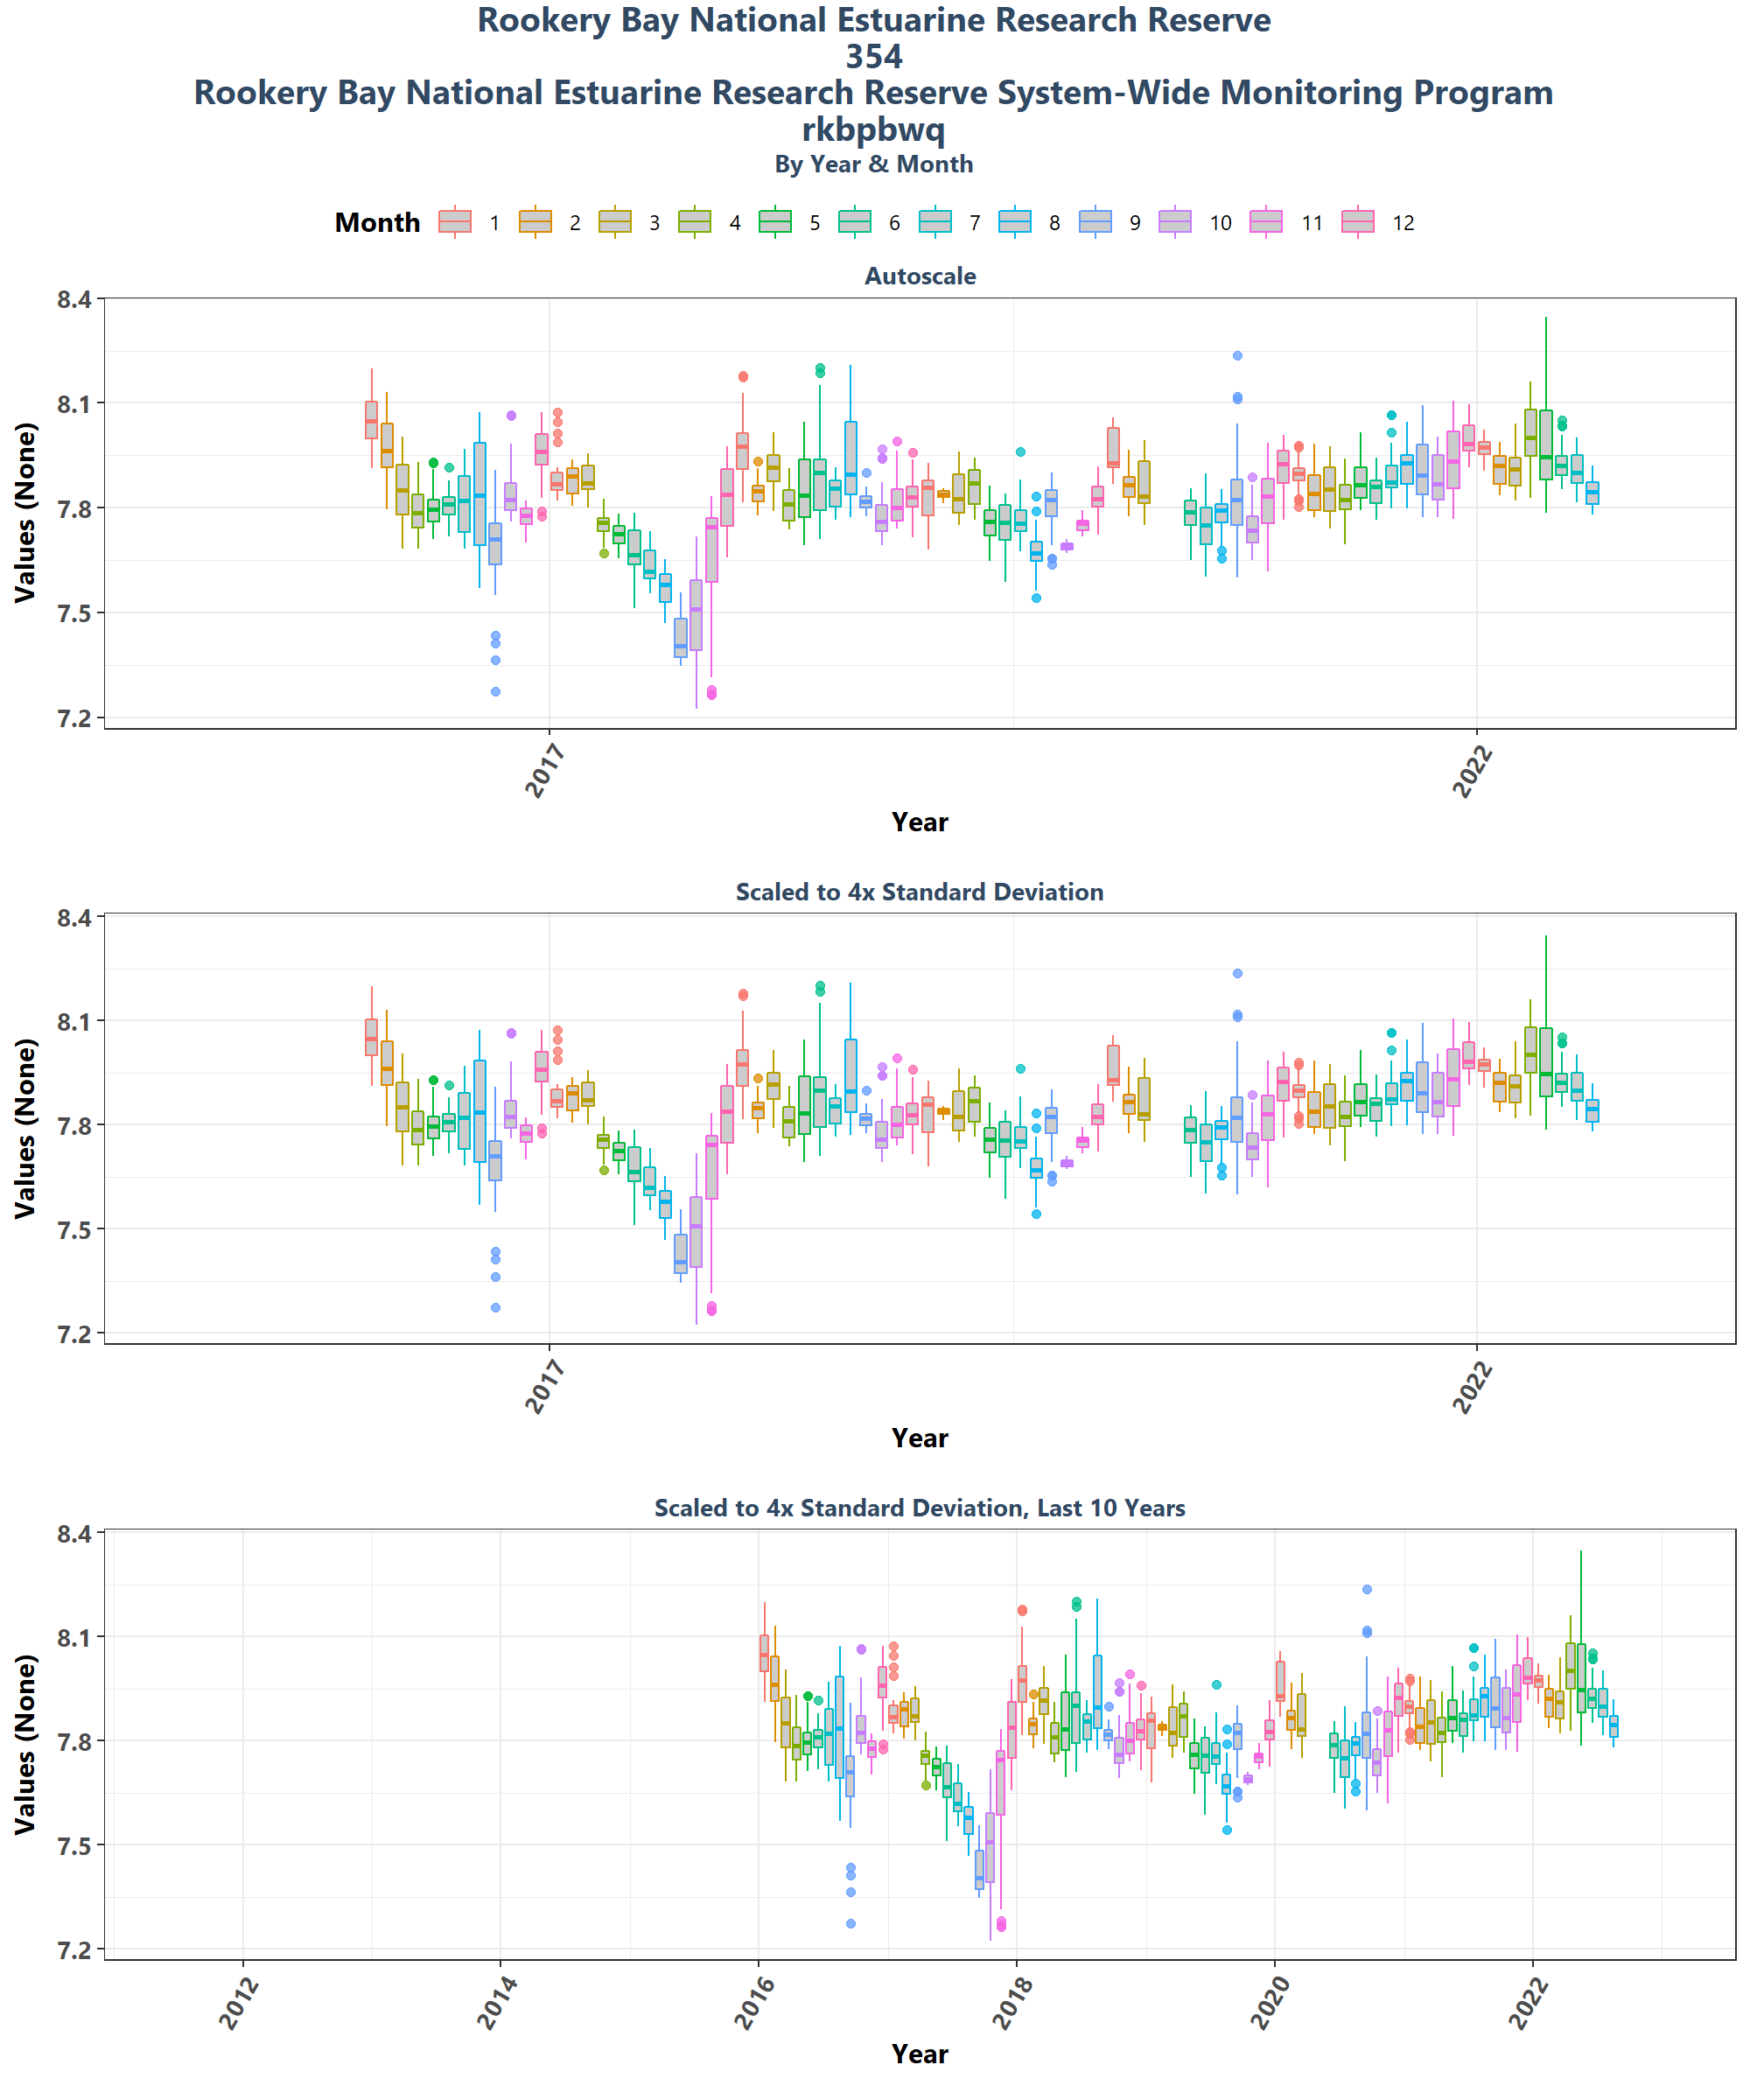 Rookery Bay National Estuarine Research Reserve
354
Rookery Bay National Estuarine Research Reserve System-Wide Monitoring Program
rkbpbwq
By Year & Month
Month 1 2 3 4 5 6 7 8 9 10 11 12
Autoscale
Values (None)
8.4
8.1
7.8
7.5
7.2
2017 2022
Year
Scaled to 4x Standard Deviation
Values (None)
8.4
8.1
7.8
7.5
7.2
2017 2022
Year
Scaled to 4x Standard Deviation, Last 10 Years
Values (None)
8.4
8.1
7.8
7.5
7.2
2012 2014 2016 2018 2020 2022
Year